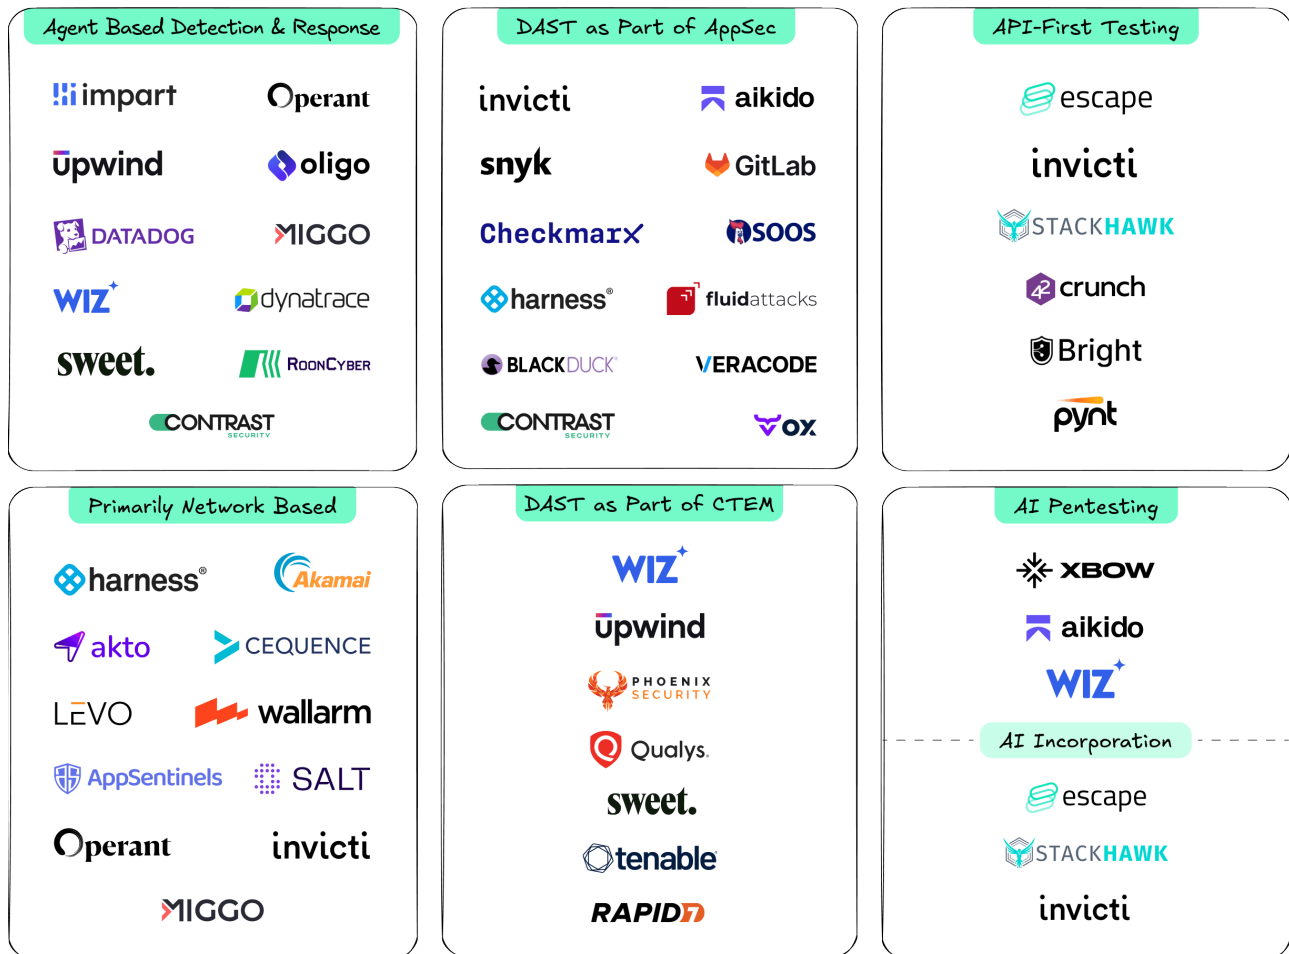 Agent Based Detection & Response
impart
Operant
upwind
oligo
DATADOG
MIGGO
WIZ
dynatrace
sweet.
ROONCYBER
CONTRAST
SECURITY
DAST as Part of AppSec
invicti
aikido
snyk
GitLab
Checkmarx
SOOS
harness®
fluidattacks
BLACKDUCK®
VERACODE
CONTRAST
SECURITY
OX
API-First Testing
escape
invicti
STACKHAWK
42 crunch
Bright
pynt
Primarily Network Based
harness®
Akamai
akto
CEQUENCE
LEVO
wallarm
AppSentinels
SALT
Operant
invicti
MIGGO
DAST as Part of CTEM
WIZ
upwind
PHOENIX
SECURITY
Qualys.
sweet.
tenable®
RAPID7
AI Pentesting
XBOW
aikido
WIZ
AI Incorporation
escape
STACKHAWK
invicti